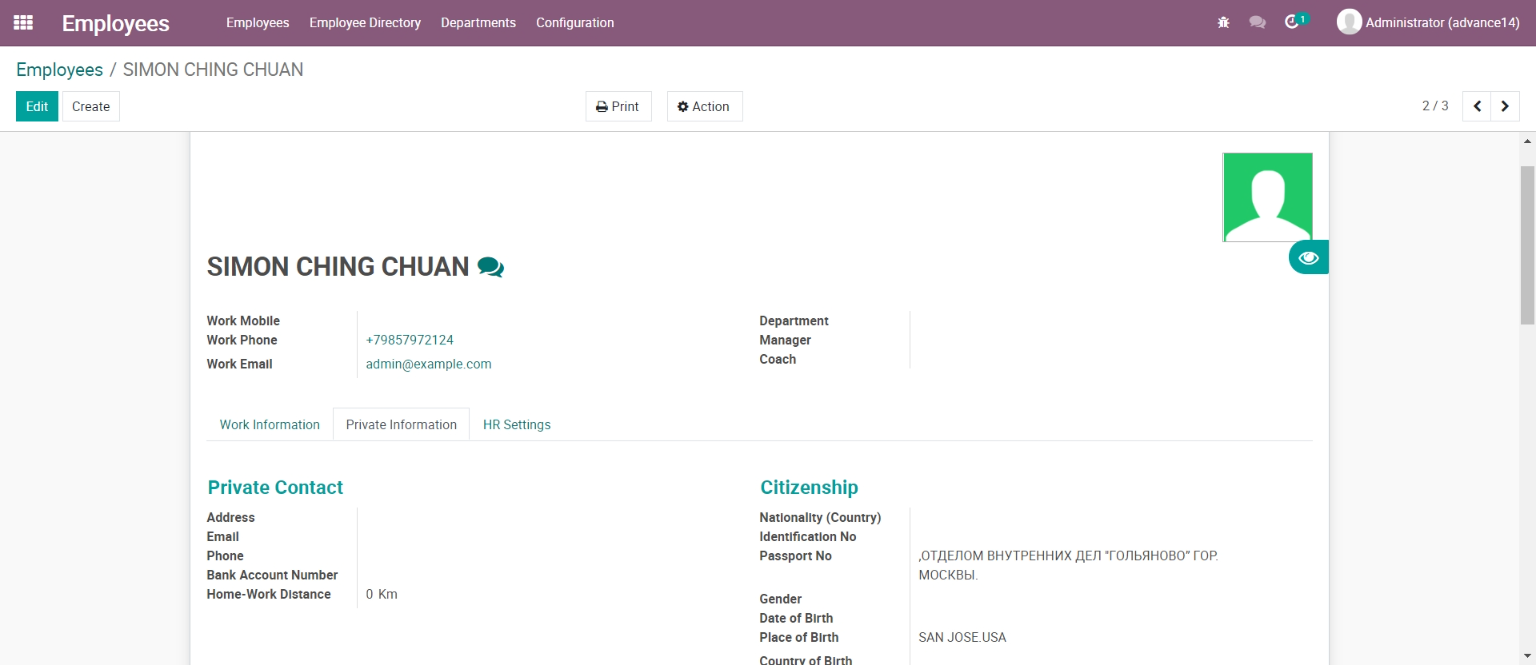 Employees Employees Employee Directory Departments Configuration 1 Administrator (advance14)
Employees / SIMON CHING CHUAN
Edit Create Print Action 2 / 3
SIMON CHING CHUAN
Work Mobile
Work Phone +79857972124
Work Email admin@example.com
Department
Manager
Coach
Work Information Private Information HR Settings
Private Contact
Address
Email
Phone
Bank Account Number
Home-Work Distance 0 Km
Citizenship
Nationality (Country)
Identification No
Passport No ,ОТДЕЛОМ ВНУТРЕННИХ ДЕЛ "ГОЛЬЯНОВО" ГОР.
МОСКВЫ.
Gender
Date of Birth
Place of Birth SAN JOSE.USA
Country of Birth